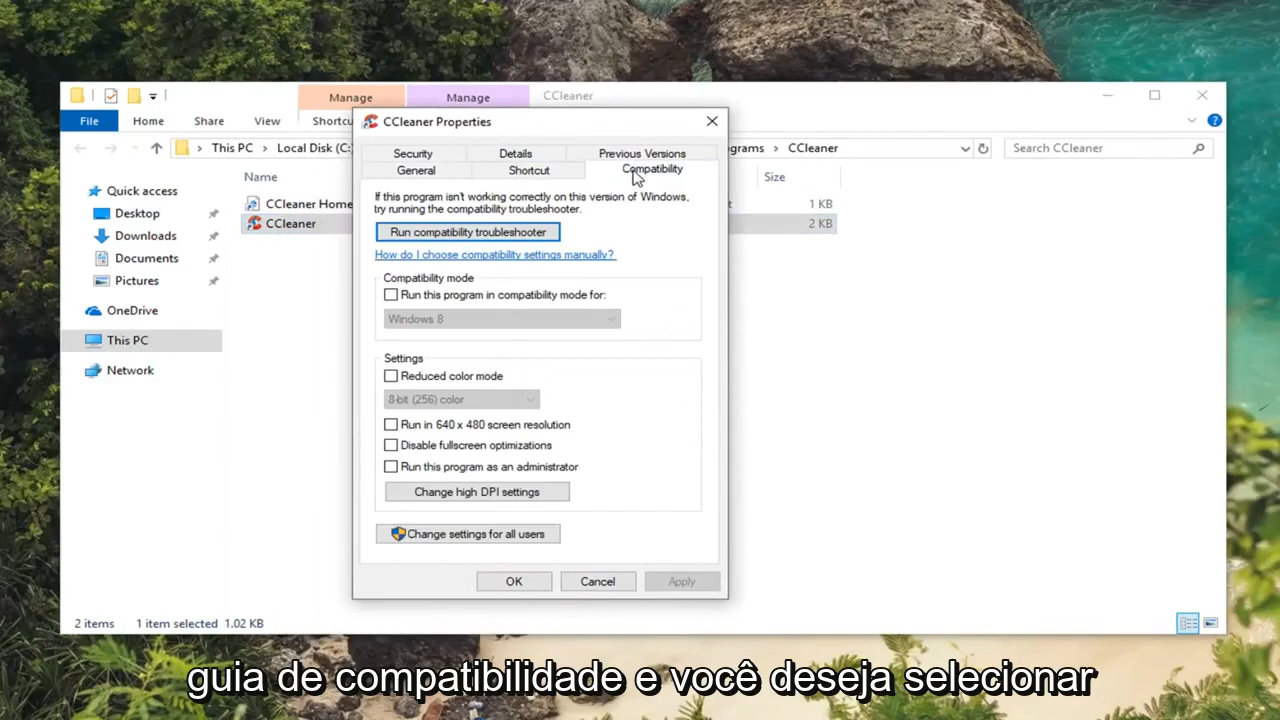 Manage
Manage
CCleaner
File
Home
Share
View
Shortcu
This PC
Local Disk (C:
ograms
CCleaner
Search CCleaner
Quick access
Desktop
Downloads
Documents
Pictures
OneDrive
This PC
Network
Name
Size
CCleaner Home
t
1 KB
CCleaner
2 KB
CCleaner Properties
Security
Details
Previous Versions
General
Shortcut
Compatibility
If this program isn't working correctly on this version of Windows,
try running the compatibility troubleshooter.
Run compatibility troubleshooter
How do I choose compatibility settings manually?
Compatibility mode
Run this program in compatibility mode for:
Windows 8
Settings
Reduced color mode
8-bit (256) color
Run in 640 x 480 screen resolution
Disable fullscreen optimizations
Run this program as an administrator
Change high DPI settings
Change settings for all users
OK
Cancel
Apply
2 items
1 item selected
1.02 KB
guia de compatibilidade e você deseja selecionar